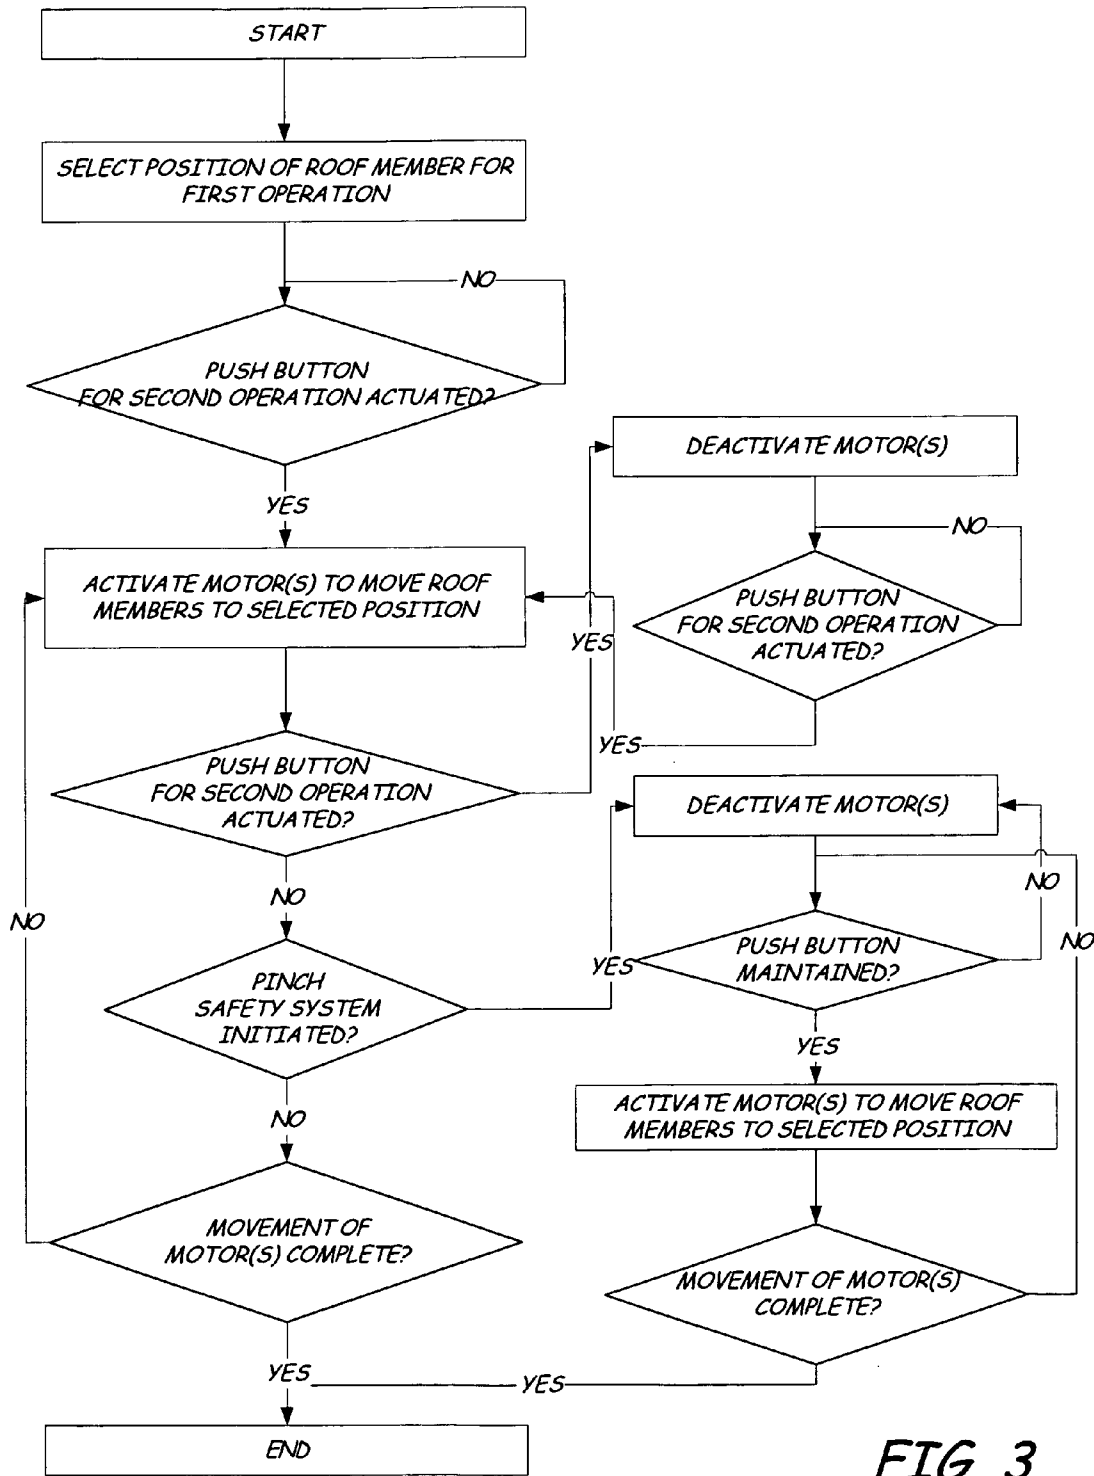 START
SELECT POSITION OF ROOF MEMBER FOR
FIRST OPERATION
NO
PUSH BUTTON
FOR SECOND OPERATION ACTUATED?
YES
ACTIVATE MOTOR(S) TO MOVE ROOF
MEMBERS TO SELECTED POSITION
PUSH BUTTON
FOR SECOND OPERATION
ACTUATED?
YES
DEACTIVATE MOTOR(S)
NO
PUSH BUTTON
FOR SECOND OPERATION
ACTUATED?
YES
NO
PINCH
SAFETY SYSTEM
INITIATED?
YES
DEACTIVATE MOTOR(S)
NO
PUSH BUTTON
MAINTAINED?
YES
ACTIVATE MOTOR(S) TO MOVE ROOF
MEMBERS TO SELECTED POSITION
MOVEMENT OF MOTOR(S)
COMPLETE?
NO
YES
NO
MOVEMENT OF
MOTOR(S) COMPLETE?
NO
YES
END
FIG. 3